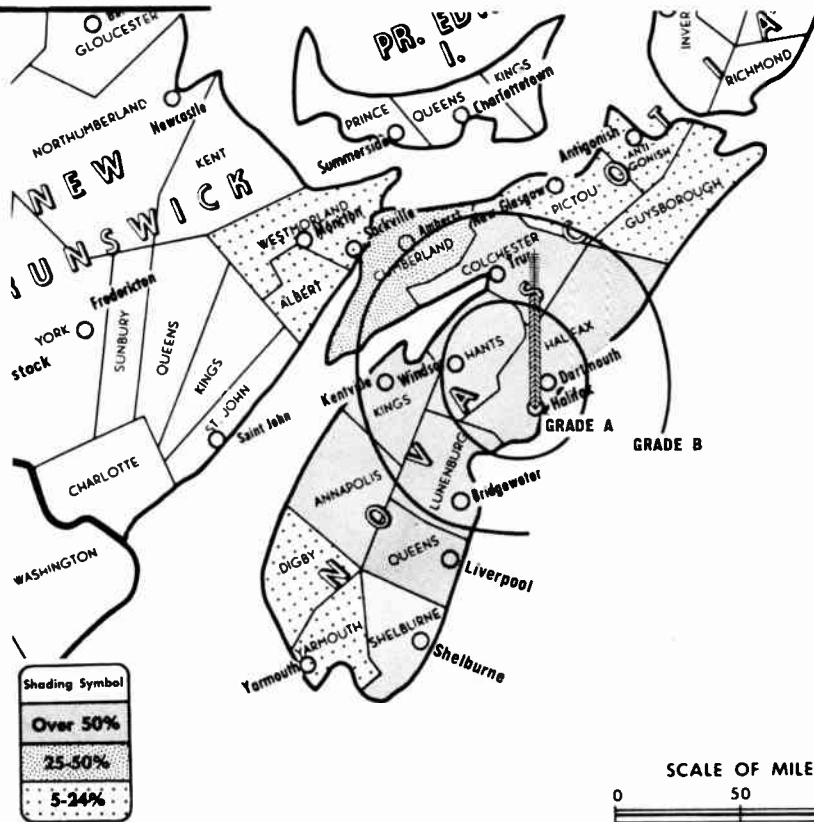 GLOUCESTER
PR. ED
I.
INVER
RICHMOND
NORTHUMBERLAND
Newcastle
PRINCE
QUEENS
KINGS
Charlottetown
Summerside
KENT
NEW
UNSWICK
Antigonish
ANTI-
GONISH
New Glasgow
PICTOU
GUYSBOROUGH
WESTMORLAND
Moncton
Sackville
Amherst
CUMBERLAND
COLCHESTER
Truro
ALBERT
Fredericton
YORK
stock
SUNBURY
QUEENS
KINGS
ST. JOHN
Saint John
CHARLOTTE
WASHINGTON
HANTS
HALIFAX
Windsor
Kentville
KINGS
Dartmouth
Halifax
GRADE A
GRADE B
LUNENBURG
Bridgewater
ANNAPOLIS
NOVA SCOTIA
QUEENS
Liverpool
DIGBY
YARMOUTH
Yarmouth
SHELBURNE
Shelburne
Shading Symbol
Over 50%
25-50%
5-24%
SCALE OF MILE
0 50